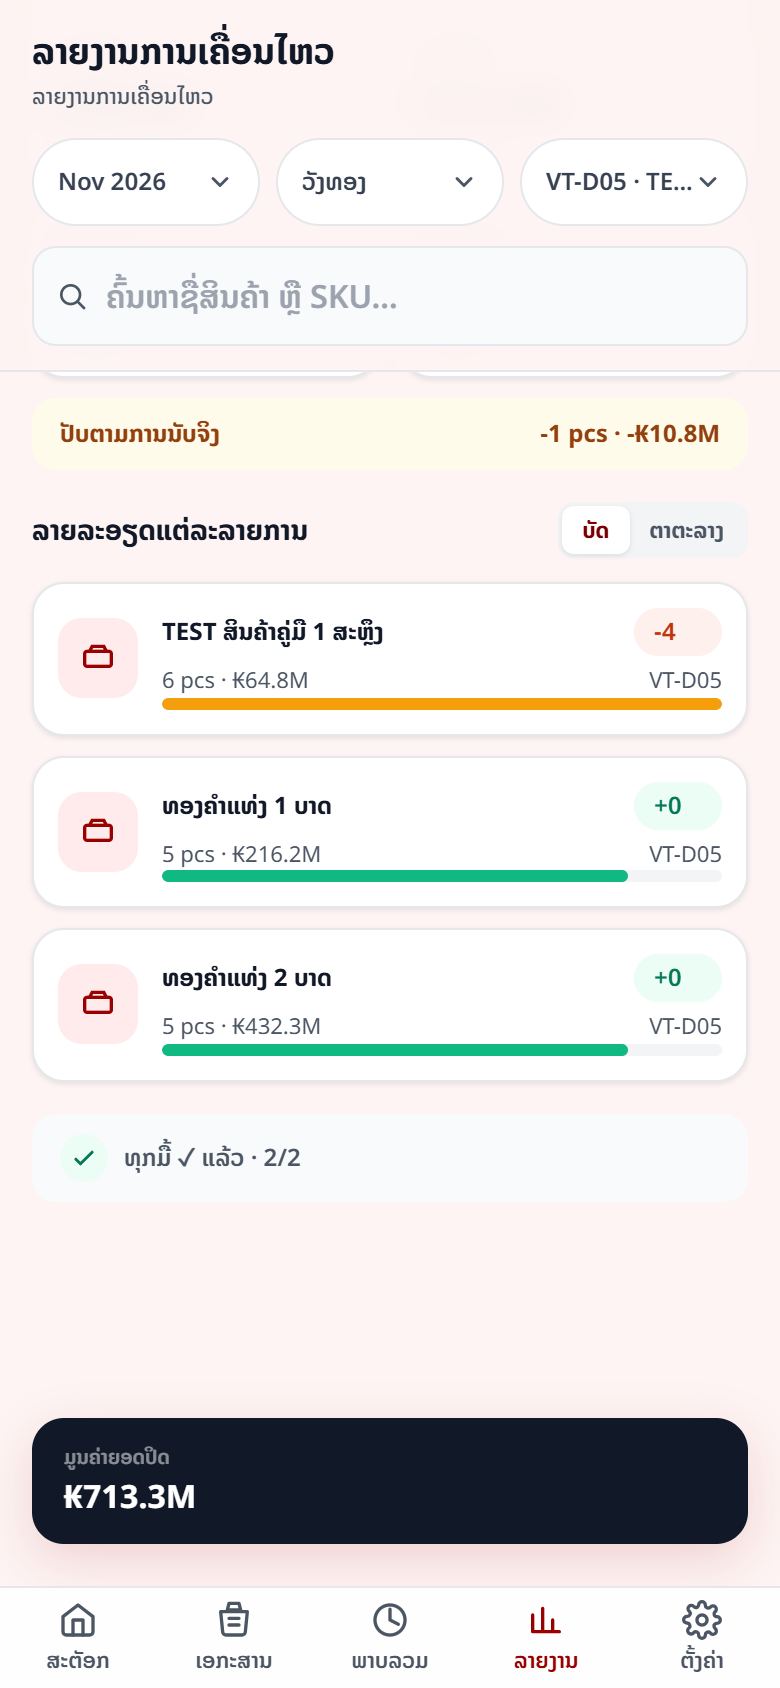 ລາຍງານການເຄື່ອນໄຫວ
ລາຍງານການເຄື່ອນໄຫວ
Nov 2026
ວັງທອງ
VT-D05 · TE...
ຄົ້ນຫາຊື່ສິນຄ້າ ຫຼື SKU...
ປັບຕາມການນັບຈິງ
-1 pcs · -₭10.8M
ລາຍລະອຽດແຕ່ລະລາຍການ
ບັດ
ຕາຕະລາງ
TEST ສິນຄ້າຄູ່ມື 1 ສະຫຼຶງ
-4
6 pcs · ₭64.8M
VT-D05
ທອງຄຳແທ່ງ 1 ບາດ
+0
5 pcs · ₭216.2M
VT-D05
ທອງຄຳແທ່ງ 2 ບາດ
+0
5 pcs · ₭432.3M
VT-D05
ທຸກມື້ ✓ ແລ້ວ · 2/2
ມູນຄ່າຍອດປິດ
₭713.3M
ສະຕັອກ
ເອກະສານ
ພາບລວມ
ລາຍງານ
ຕັ້ງຄ່າ